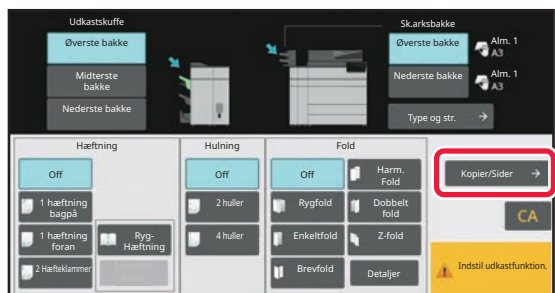 Udkastskuffe
Øverste bakke
Midterste
bakke
Nederste bakke
Sk.arksbakke
Øverste bakke
Alm. 1
A3
Nederste bakke
Alm. 1
A3
Type og str.
Hæftning
Off
1 hæftning
bagpå
1 hæftning
foran
2 Hæfteklammer
Ryg-
Hæftning
Hulning
Off
2 huller
4 huller
Fold
Off
Rygfold
Enkeltfold
Brevfold
Harm.
Fold
Dobbelt
fold
Z-fold
Detaljer
Kopier/Sider
CA
Indstil udkastfunktion.